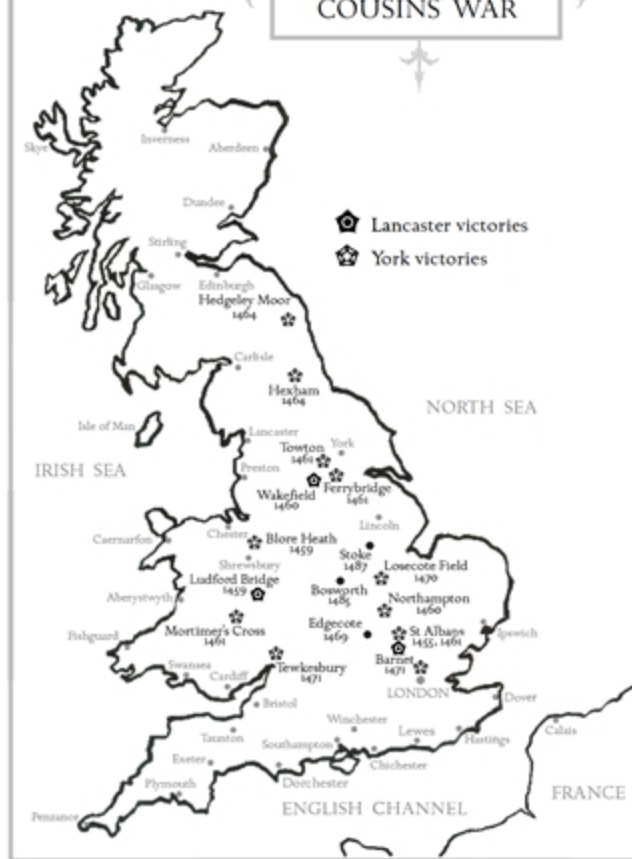 COUSINS' WAR
Inverness
Skye
Aberdeen
Dundee
Lancaster victories
York victories
Stirling
Glasgow
Edinburgh
Hedgeley Moor
1464
Carlisle
Hexham
1464
NORTH SEA
Isle of Man
Lancaster
Towton
1461
York
IRISH SEA
Preston
Wakefield
1460
Ferrybridge
1461
Lincoln
Caernarfon
Chester
Blore Heath
1459
Stoke
1487
Shrewsbury
Losecote Field
1470
Ludford Bridge
1459
Bosworth
1485
Aberystwyth
Northampton
1460
Edgecote
1469
Mortimer's Cross
1461
St Albans
1455, 1461
Ipswich
Fishguard
Barnet
1471
Tewkesbury
1471
Swansea
Cardiff
LONDON
Bristol
Dover
Winchester
Taunton
Southampton
Lewes
Hastings
Calais
Exeter
Chichester
Plymouth
Dorchester
FRANCE
ENGLISH CHANNEL
Penzance